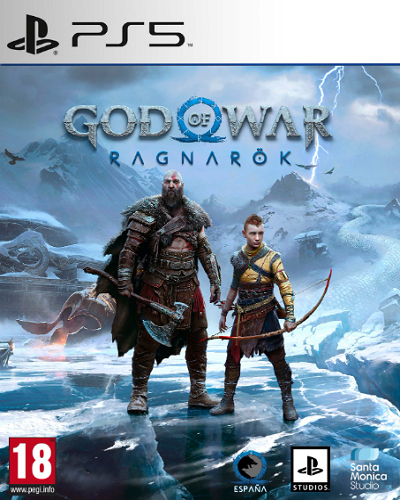 PS5
GOD OF WAR
RAGNARÖK
18
www.pegi.info
ESPAÑA
STUDIOS
Santa
Monica
Studio